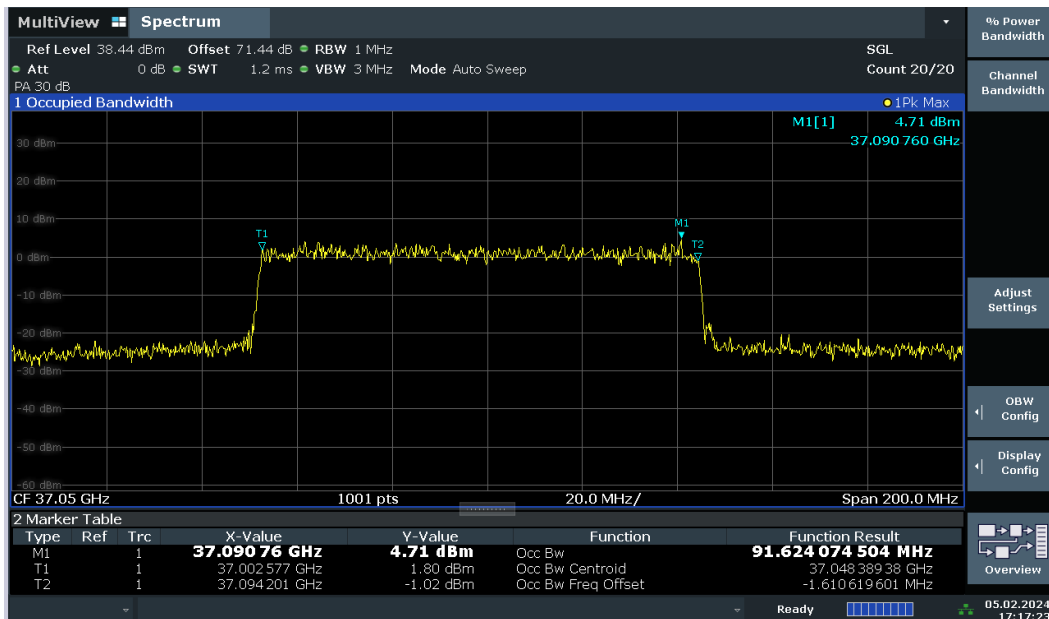 MultiView Spectrum
% Power Bandwidth
Ref Level 38.44 dBm Offset 71.44 dB RBW 1 MHz SGL
Att 0 dB SWT 1.2 ms VBW 3 MHz Mode Auto Sweep Count 20/20
PA 30 dB
Channel Bandwidth
1 Occupied Bandwidth 1Pk Max
M1[1] 4.71 dBm
37.090 760 GHz
30 dBm
20 dBm
10 dBm
M1
T1
T2
0 dBm
-10 dBm
Adjust Settings
-20 dBm
-30 dBm
-40 dBm
OBW Config
-50 dBm
Display Config
-60 dBm
CF 37.05 GHz 1001 pts 20.0 MHz/ Span 200.0 MHz
2 Marker Table
Type Ref Trc X-Value Y-Value Function Function Result
M1 1 37.090 76 GHz 4.71 dBm Occ Bw 91.624 074 504 MHz
T1 1 37.002 577 GHz 1.80 dBm Occ Bw Centroid 37.048 389 38 GHz
T2 1 37.094 201 GHz -1.02 dBm Occ Bw Freq Offset -1.610 619 601 MHz
Overview
Ready 05.02.2024
17:17:23